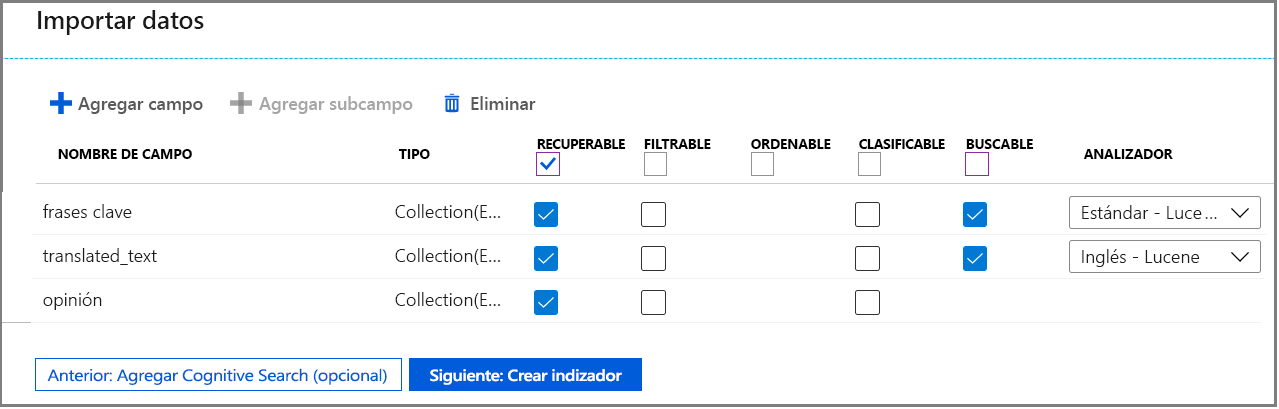 Importar datos
Agregar campo Agregar subcampo Eliminar
NOMBRE DE CAMPO TIPO RECUPERABLE FILTRABLE ORDENABLE CLASIFICABLE BUSCABLE ANALIZADOR
frases clave Collection(E... Estándar - Luce ...
translated_text Collection(E... Inglés - Lucene
opinión Collection(E...
Anterior: Agregar Cognitive Search (opcional) Siguiente: Crear indizador